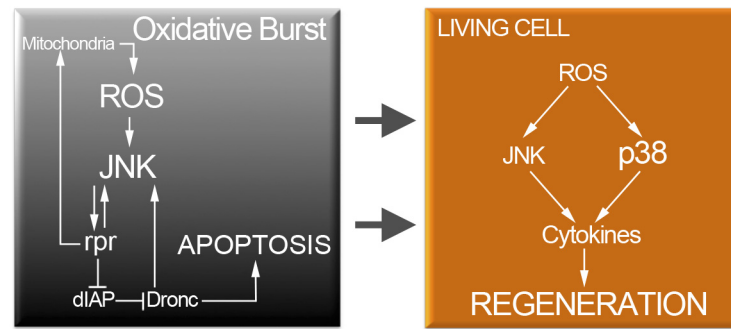 Oxidative Burst
Mitochondria
ROS
JNK
rpr
APOPTOSIS
dIAP
Dronc
LIVING CELL
ROS
JNK
p38
Cytokines
REGENERATION